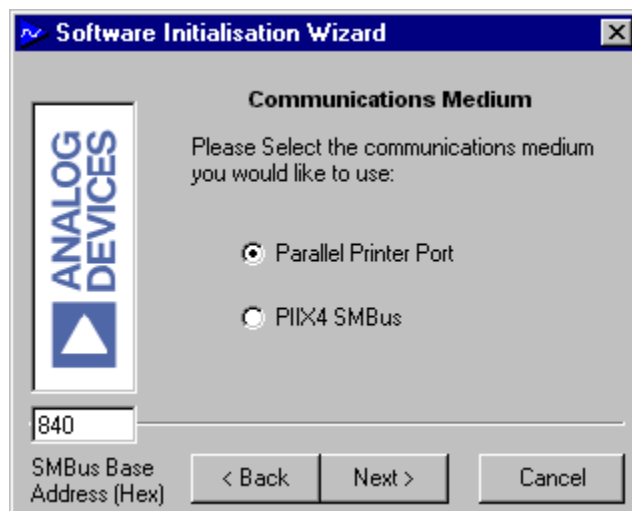 Software Initialisation Wizard
Communications Medium
Please Select the communications medium
you would like to use:
ANALOG
DEVICES
Parallel Printer Port
PIIX4 SMBus
840
SMBus Base
Address (Hex)
< Back
Next >
Cancel